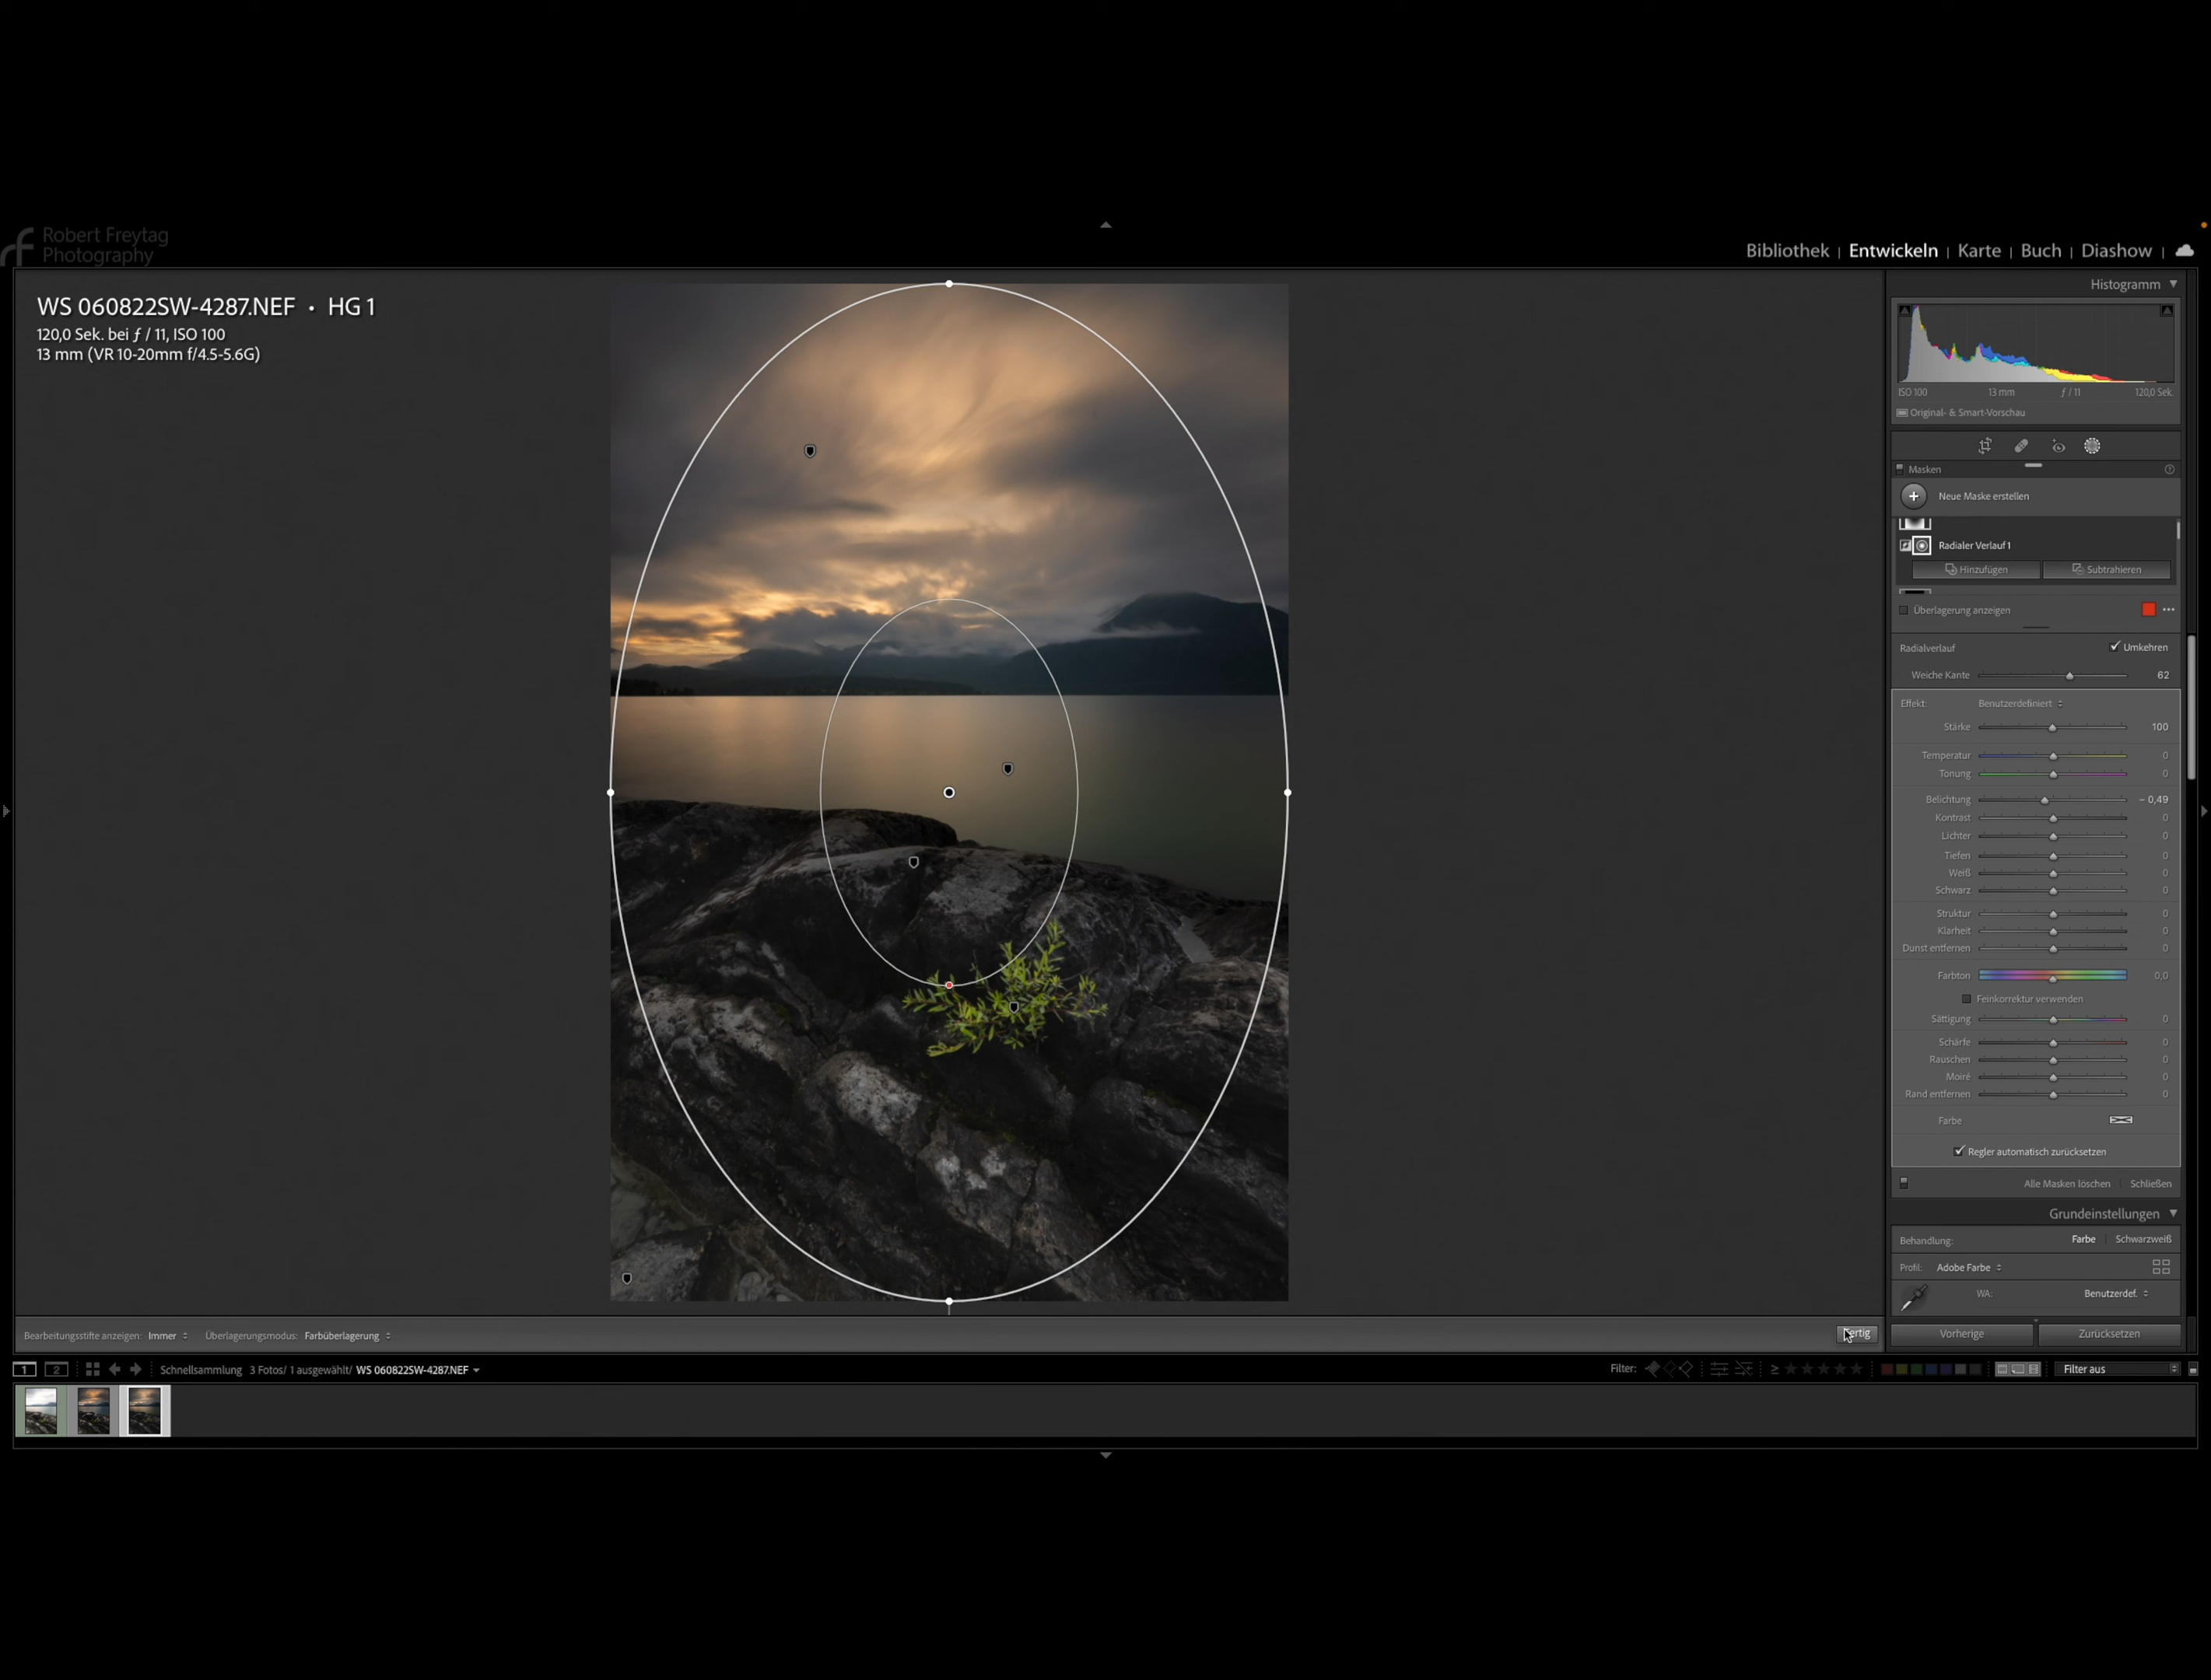 Robert Freytag
Photography
Bibliothek | Entwickeln | Karte | Buch | Diashow |
WS 060822SW-4287.NEF • HG 1
120,0 Sek. bei ƒ / 11, ISO 100
13 mm (VR 10-20mm f/4.5-5.6G)
Histogramm
ISO 100 13 mm ƒ / 11 120,0 Sek.
Original- & Smart-Vorschau
Masken
Neue Maske erstellen
Radialer Verlauf 1
Hinzufügen Subtrahieren
Überlagerung anzeigen
Radialverlauf Umkehren
Weiche Kante 62
Effekt: Benutzerdefiniert
Stärke 100
Temperatur 0
Tonung 0
Belichtung – 0,49
Kontrast 0
Lichter 0
Tiefen 0
Weiß 0
Schwarz 0
Struktur 0
Klarheit 0
Dunst entfernen 0
Farbton 0,0
Feinkorrektur verwenden
Sättigung 0
Schärfe 0
Rauschen 0
Moiré 0
Rand entfernen 0
Farbe
Regler automatisch zurücksetzen
Alle Masken löschen Schließen
Grundeinstellungen
Behandlung: Farbe Schwarzweiß
Profil: Adobe Farbe
WA: Benutzerdef.
Bearbeitungsstifte anzeigen: Immer Überlagerungsmodus: Farbüberlagerung Fertig Vorherige Zurücksetzen
1 2 Schnellsammlung 3 Fotos/ 1 ausgewählt/ WS 060822SW-4287.NEF Filter: ≥ Filter aus